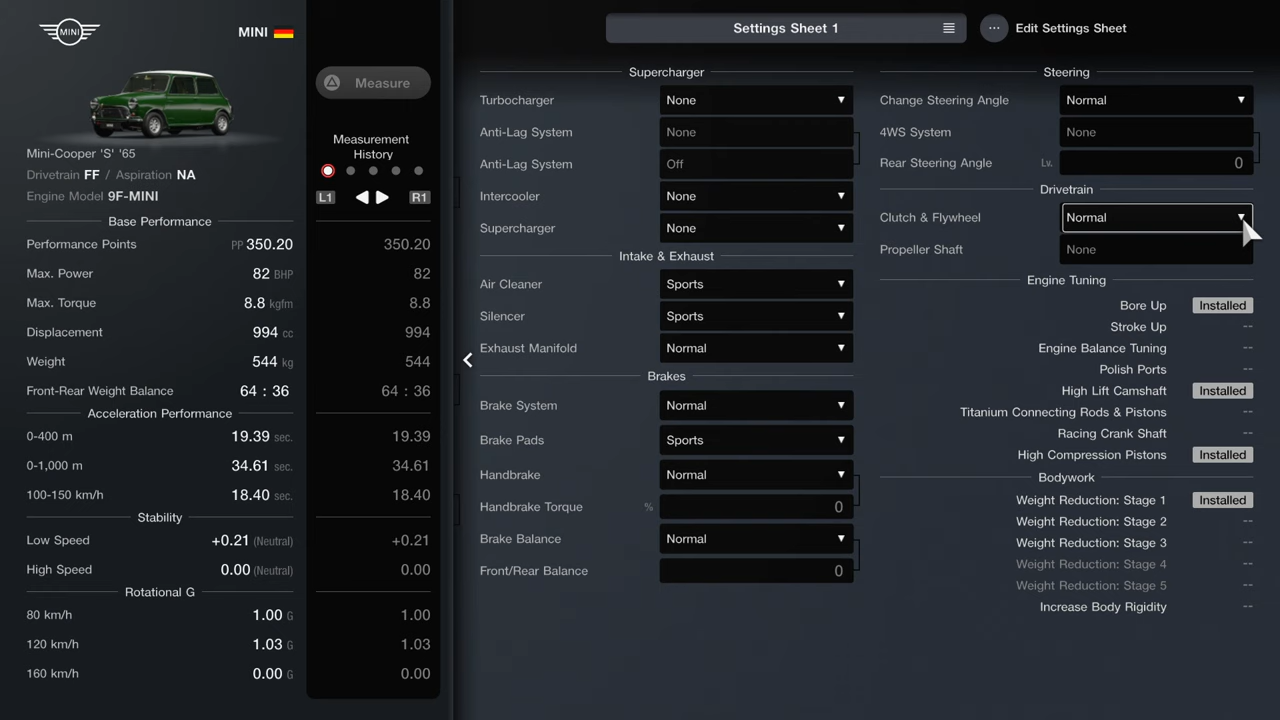 MINI
MINI
Mini-Cooper 'S' '65
Drivetrain FF / Aspiration NA
Engine Model 9F-MINI
Base Performance
Performance Points PP 350.20
Max. Power 82 BHP
Max. Torque 8.8 kgfm
Displacement 994 cc
Weight 544 kg
Front-Rear Weight Balance 64 : 36
Acceleration Performance
0-400 m 19.39 sec.
0-1,000 m 34.61 sec.
100-150 km/h 18.40 sec.
Stability
Low Speed +0.21 (Neutral)
High Speed 0.00 (Neutral)
Rotational G
80 km/h 1.00 G
120 km/h 1.03 G
160 km/h 0.00 G
Measure
Measurement
History
L1 R1
350.20
82
8.8
994
544
64 : 36
19.39
34.61
18.40
+0.21
0.00
1.00
1.03
0.00
Settings Sheet 1
Edit Settings Sheet
Supercharger
Turbocharger None
Anti-Lag System None
Anti-Lag System Off
Intercooler None
Supercharger None
Intake & Exhaust
Air Cleaner Sports
Silencer Sports
Exhaust Manifold Normal
Brakes
Brake System Normal
Brake Pads Sports
Handbrake Normal
Handbrake Torque % 0
Brake Balance Normal
Front/Rear Balance 0
Steering
Change Steering Angle Normal
4WS System None
Rear Steering Angle Lv. 0
Drivetrain
Clutch & Flywheel Normal
Propeller Shaft None
Engine Tuning
Bore Up Installed
Stroke Up --
Engine Balance Tuning --
Polish Ports --
High Lift Camshaft Installed
Titanium Connecting Rods & Pistons --
Racing Crank Shaft --
High Compression Pistons Installed
Bodywork
Weight Reduction: Stage 1 Installed
Weight Reduction: Stage 2 --
Weight Reduction: Stage 3 --
Weight Reduction: Stage 4 --
Weight Reduction: Stage 5 --
Increase Body Rigidity --